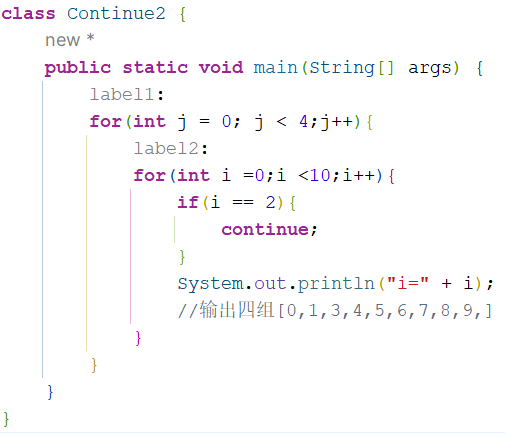 class Continue2 {
new *
public static void main(String[] args) {
label1:
for(int j = 0; j < 4;j++){
label2:
for(int i =0;i <10;i++){
if(i == 2){
continue;
}
System.out.println("i=" + i);
//输出四组[0,1,3,4,5,6,7,8,9,]
}
}
}
}